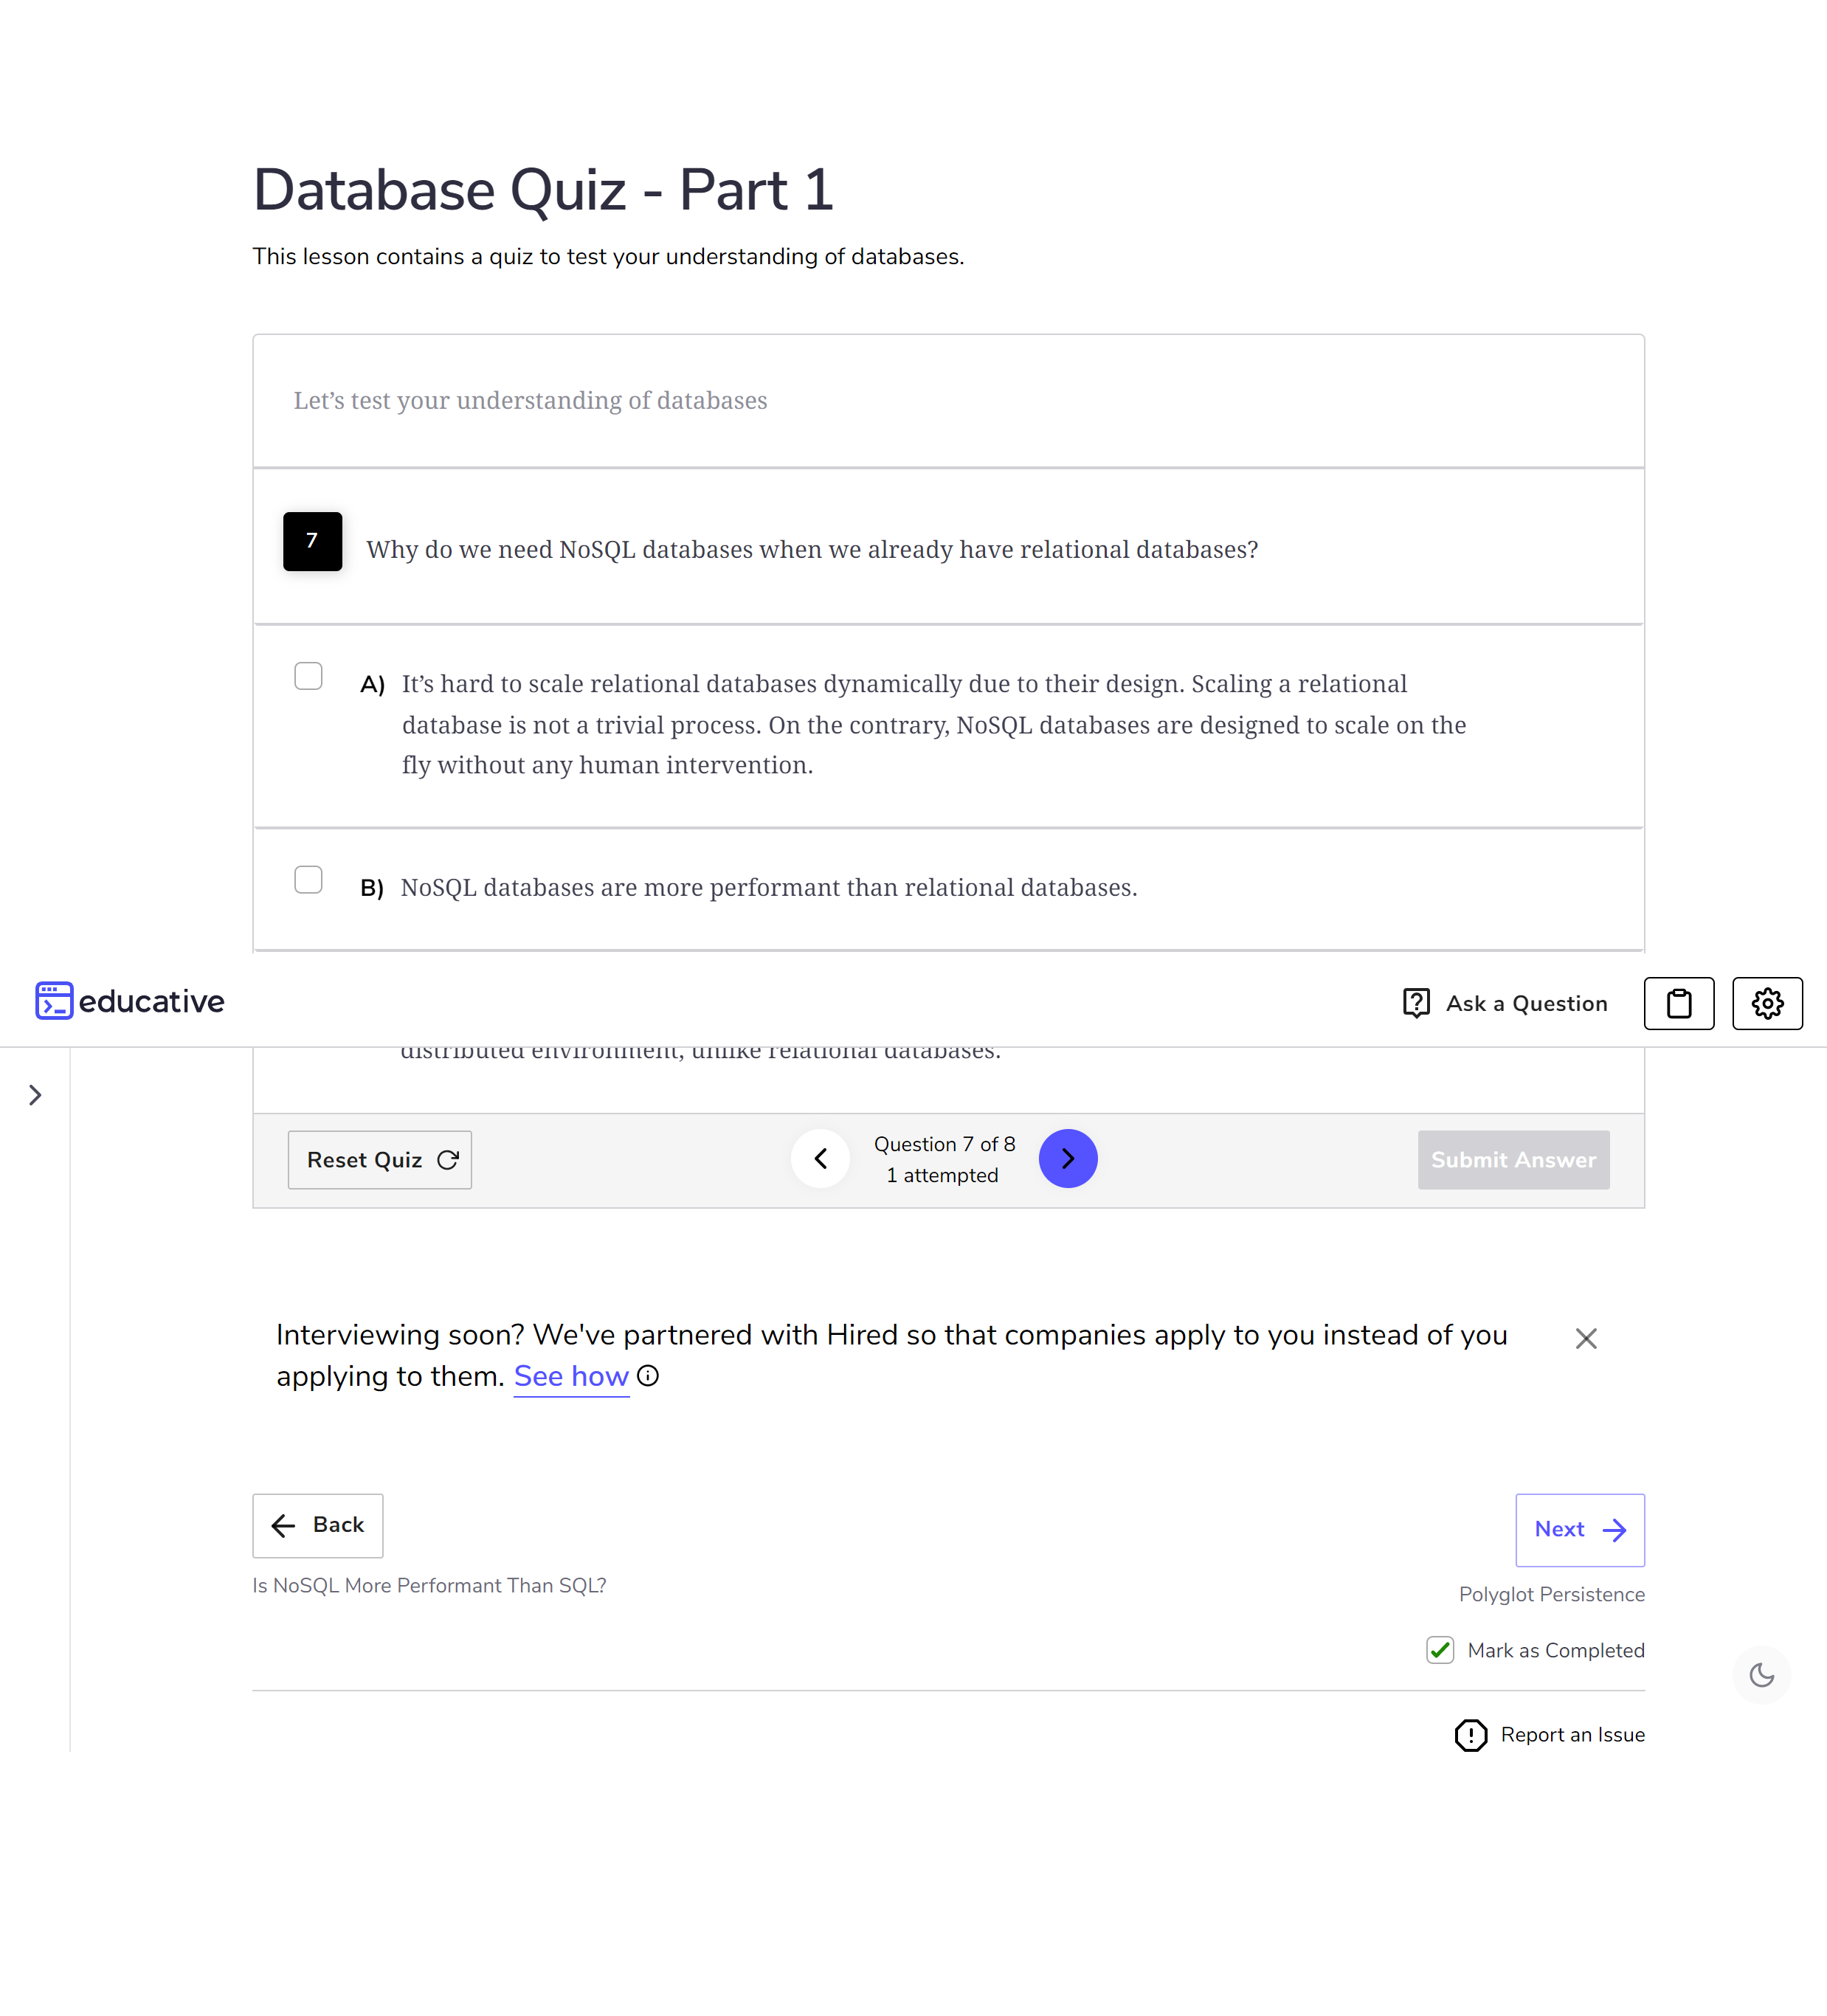 Database Quiz - Part 1
This lesson contains a quiz to test your understanding of databases.
Let’s test your understanding of databases
7
Why do we need NoSQL databases when we already have relational databases?
A) It’s hard to scale relational databases dynamically due to their design. Scaling a relational
database is not a trivial process. On the contrary, NoSQL databases are designed to scale on the
fly without any human intervention.
B) NoSQL databases are more performant than relational databases.
educative
Ask a Question
distributed environment, unlike relational databases.
Reset Quiz
Question 7 of 8
1 attempted
Submit Answer
Interviewing soon? We've partnered with Hired so that companies apply to you instead of you
applying to them. See how
Back
Next
Is NoSQL More Performant Than SQL?
Polyglot Persistence
Mark as Completed
Report an Issue